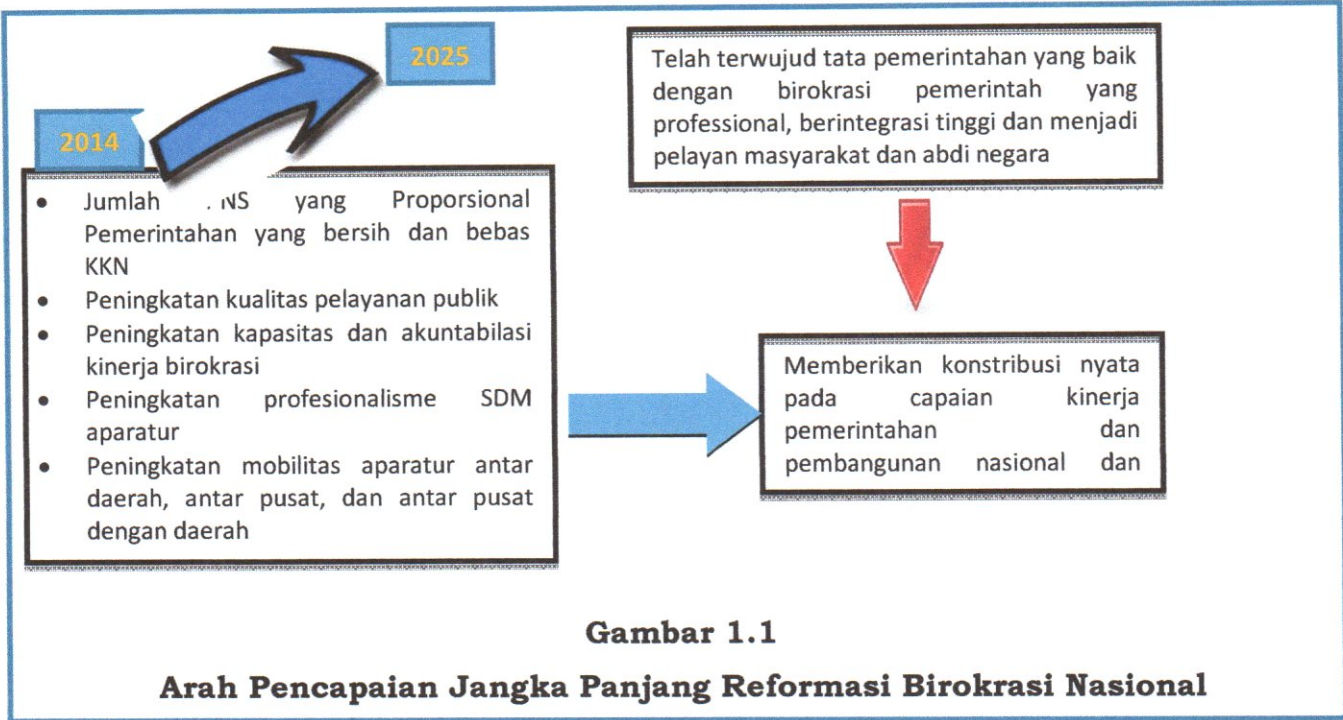 2025
2014
Jumlah NS yang Proporsional
Pemerintahan yang bersih dan bebas
KKN
Peningkatan kualitas pelayanan publik
Peningkatan kapasitas dan akuntabilasi
kinerja birokrasi
Peningkatan profesionalisme SDM
aparatur
Peningkatan mobilitas aparatur antar
daerah, antar pusat, dan antar pusat
dengan daerah
Telah terwujud tata pemerintahan yang baik
dengan birokrasi pemerintah yang
professional, berintegrasi tinggi dan menjadi
pelayan masyarakat dan abdi negara
Memberikan konstribusi nyata
pada capaian kinerja
pemerintahan dan
pembangunan nasional dan
Gambar 1.1
Arah Pencapaian Jangka Panjang Reformasi Birokrasi Nasional